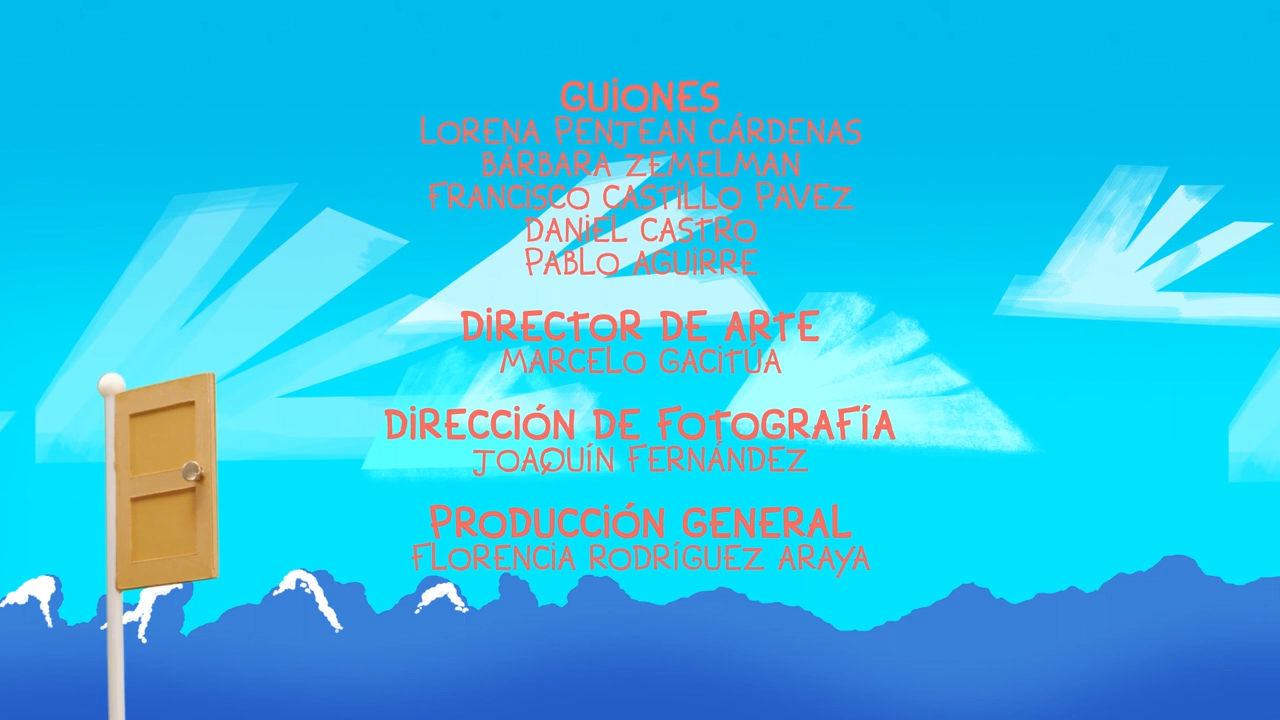 GUIONES
LORENA PENJEAN CÁRDENAS
BÁRBARA ZEMELMAN
FRANCISCO CASTILLO PAVEZ
DANIEL CASTRO
PABLO AGUIRRE
DIRECTOR DE ARTE
MARCELO GACITÚA
DIRECCIÓN DE FOTOGRAFÍA
JOAQUÍN FERNÁNDEZ
PRODUCCIÓN GENERAL
FLORENCIA RODRÍGUEZ ARAYA